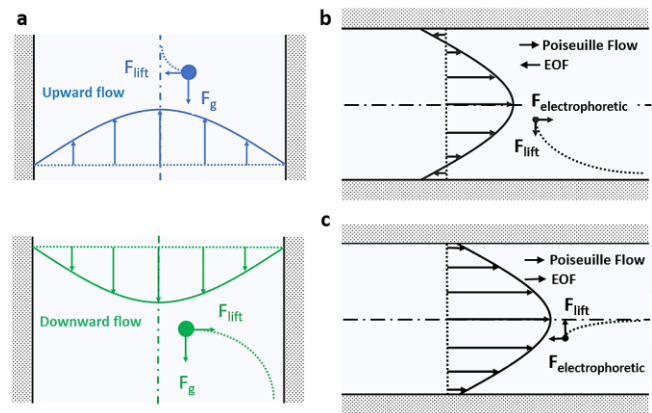 a
F_lift
Upward flow
F_g
Downward flow
F_lift
F_g
b
Poiseuille Flow
EOF
F_electrophoretic
F_lift
c
Poiseuille Flow
EOF
F_lift
F_electrophoretic